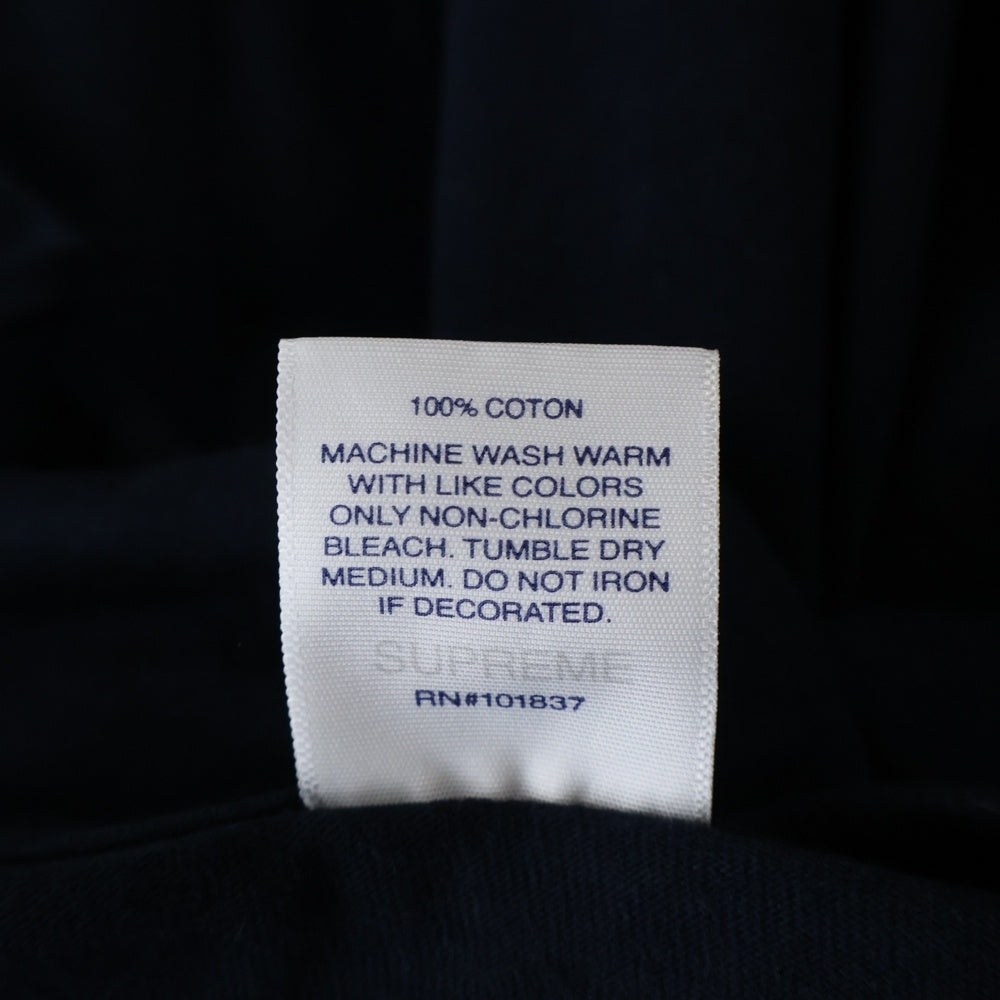 100% COTON
MACHINE WASH WARM
WITH LIKE COLORS
ONLY NON-CHLORINE
BLEACH. TUMBLE DRY
MEDIUM. DO NOT IRON
IF DECORATED.
SUPREME
RN#101837